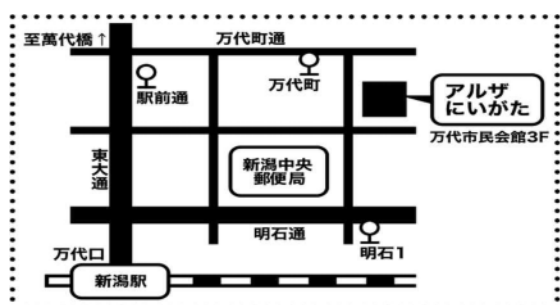 至萬代橋↑
万代町通
駅前通
万代町
アルザ
にいがた
万代市民会館3F
東大通
新潟中央
郵便局
明石通
明石1
万代口
新潟駅